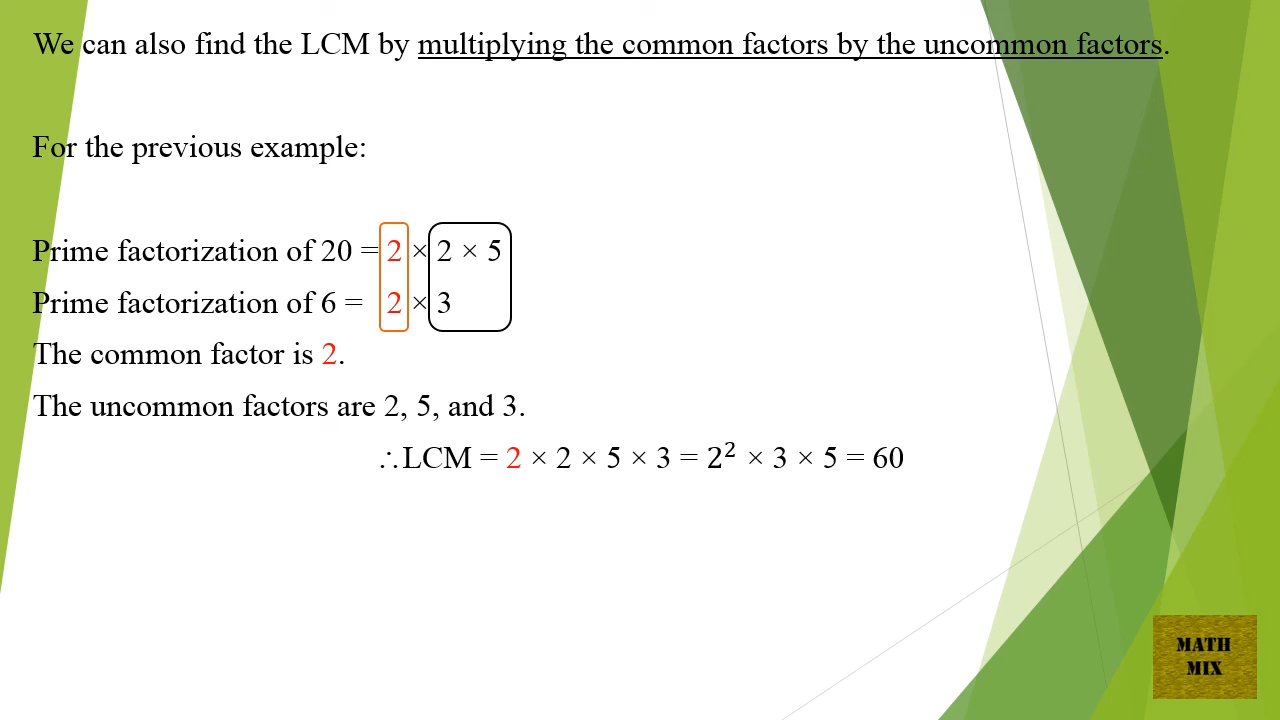 We can also find the LCM by multiplying the common factors by the uncommon factors.
For the previous example:
Prime factorization of 20 = 2 × 2 × 5
Prime factorization of 6 = 2 × 3
The common factor is 2.
The uncommon factors are 2, 5, and 3.
∴LCM = 2 × 2 × 5 × 3 = 2² × 3 × 5 = 60
MATH
MIX